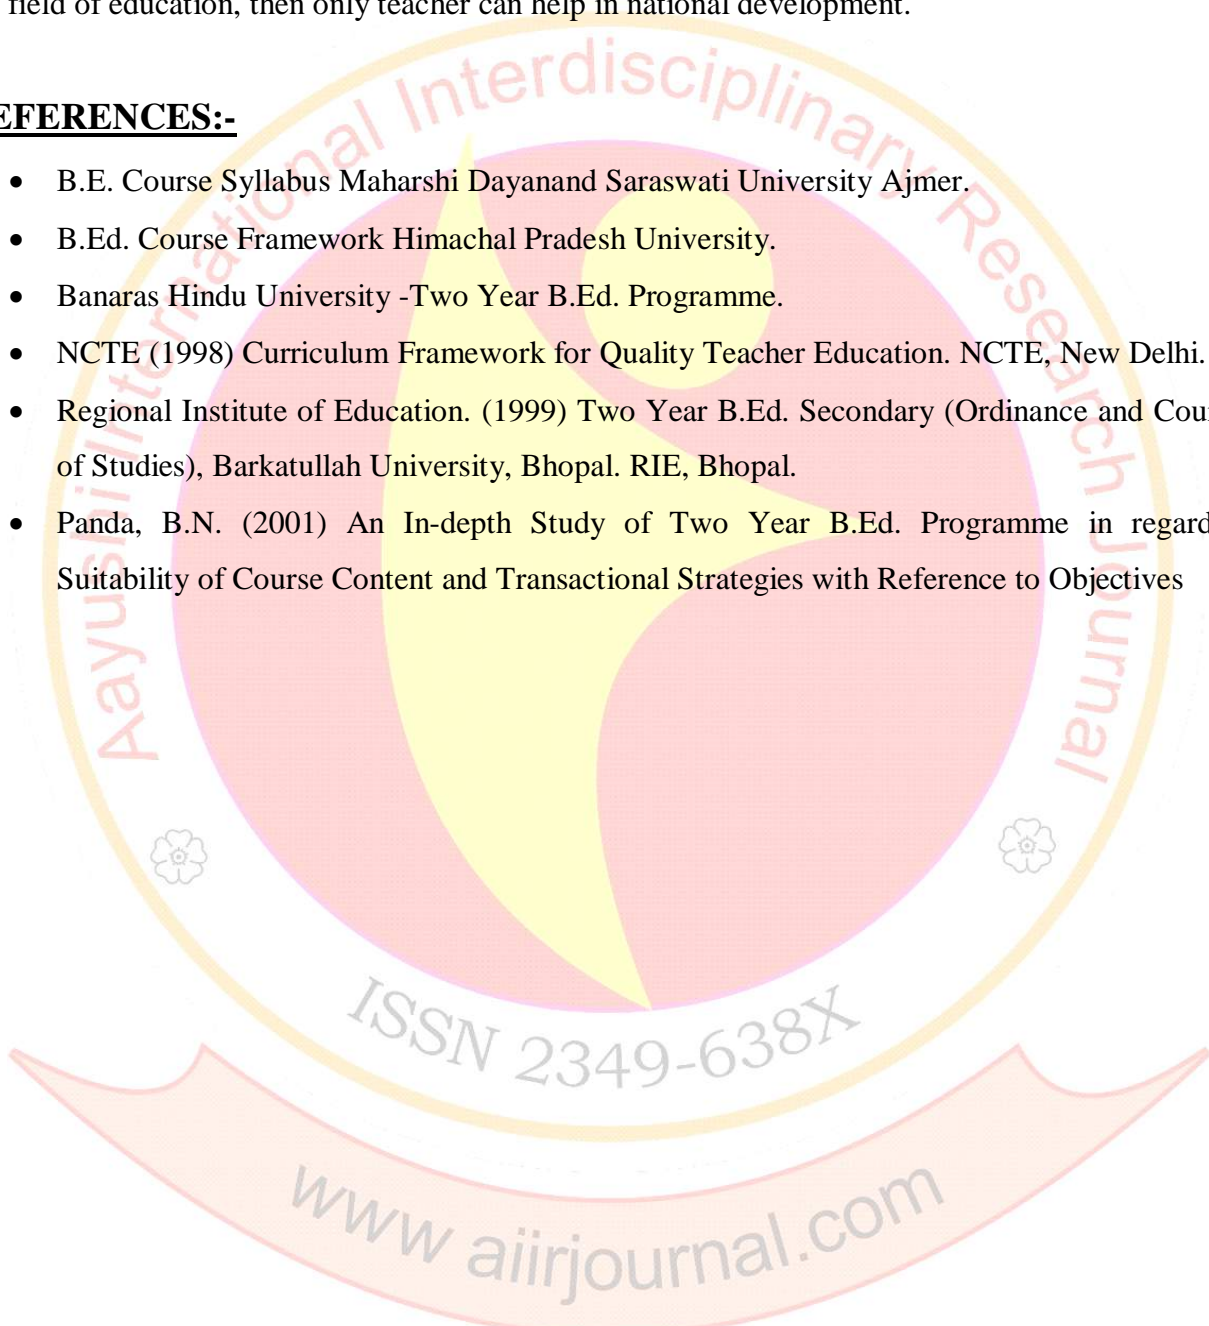 field of education, then only teacher can help in national development.
EFERENCES:-
• B.E. Course Syllabus Maharshi Dayanand Saraswati University Ajmer.
• B.Ed. Course Framework Himachal Pradesh University.
• Banaras Hindu University -Two Year B.Ed. Programme.
• NCTE (1998) Curriculum Framework for Quality Teacher Education. NCTE, New Delhi.
• Regional Institute of Education. (1999) Two Year B.Ed. Secondary (Ordinance and Cou
of Studies), Barkatullah University, Bhopal. RIE, Bhopal.
• Panda, B.N. (2001) An In-depth Study of Two Year B.Ed. Programme in regard
Suitability of Course Content and Transactional Strategies with Reference to Objectives
Aayushi International Interdisciplinary Research Journal
ISSN 2349-638X
www aiirjournal.com